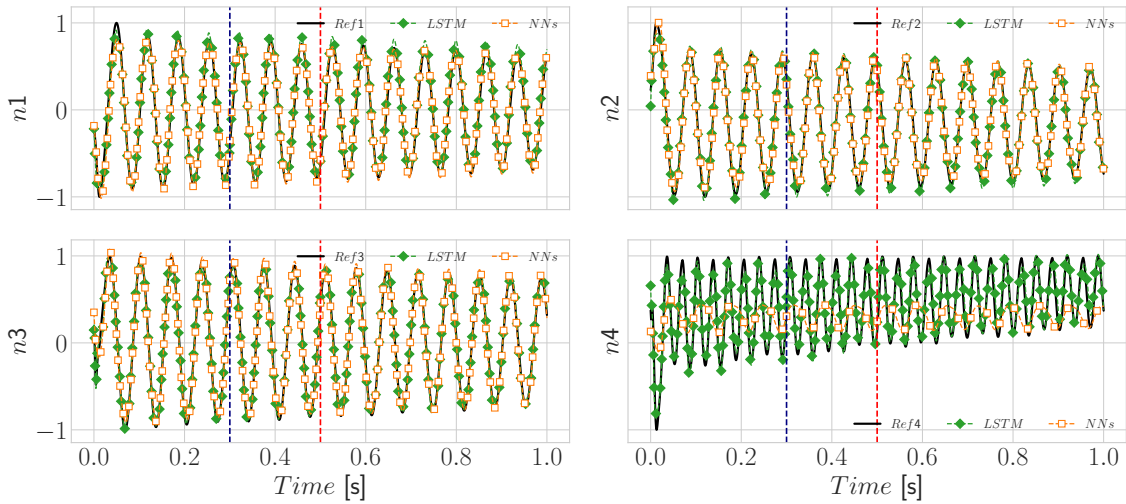 Ref1 LSTM NNs
1
0
−1
n1
Ref2 LSTM NNs
n2
Ref3 LSTM NNs
1
0
−1
n3
0.0 0.2 0.4 0.6 0.8 1.0
Time [s]
n4
Ref4 LSTM NNs
0.0 0.2 0.4 0.6 0.8 1.0
Time [s]